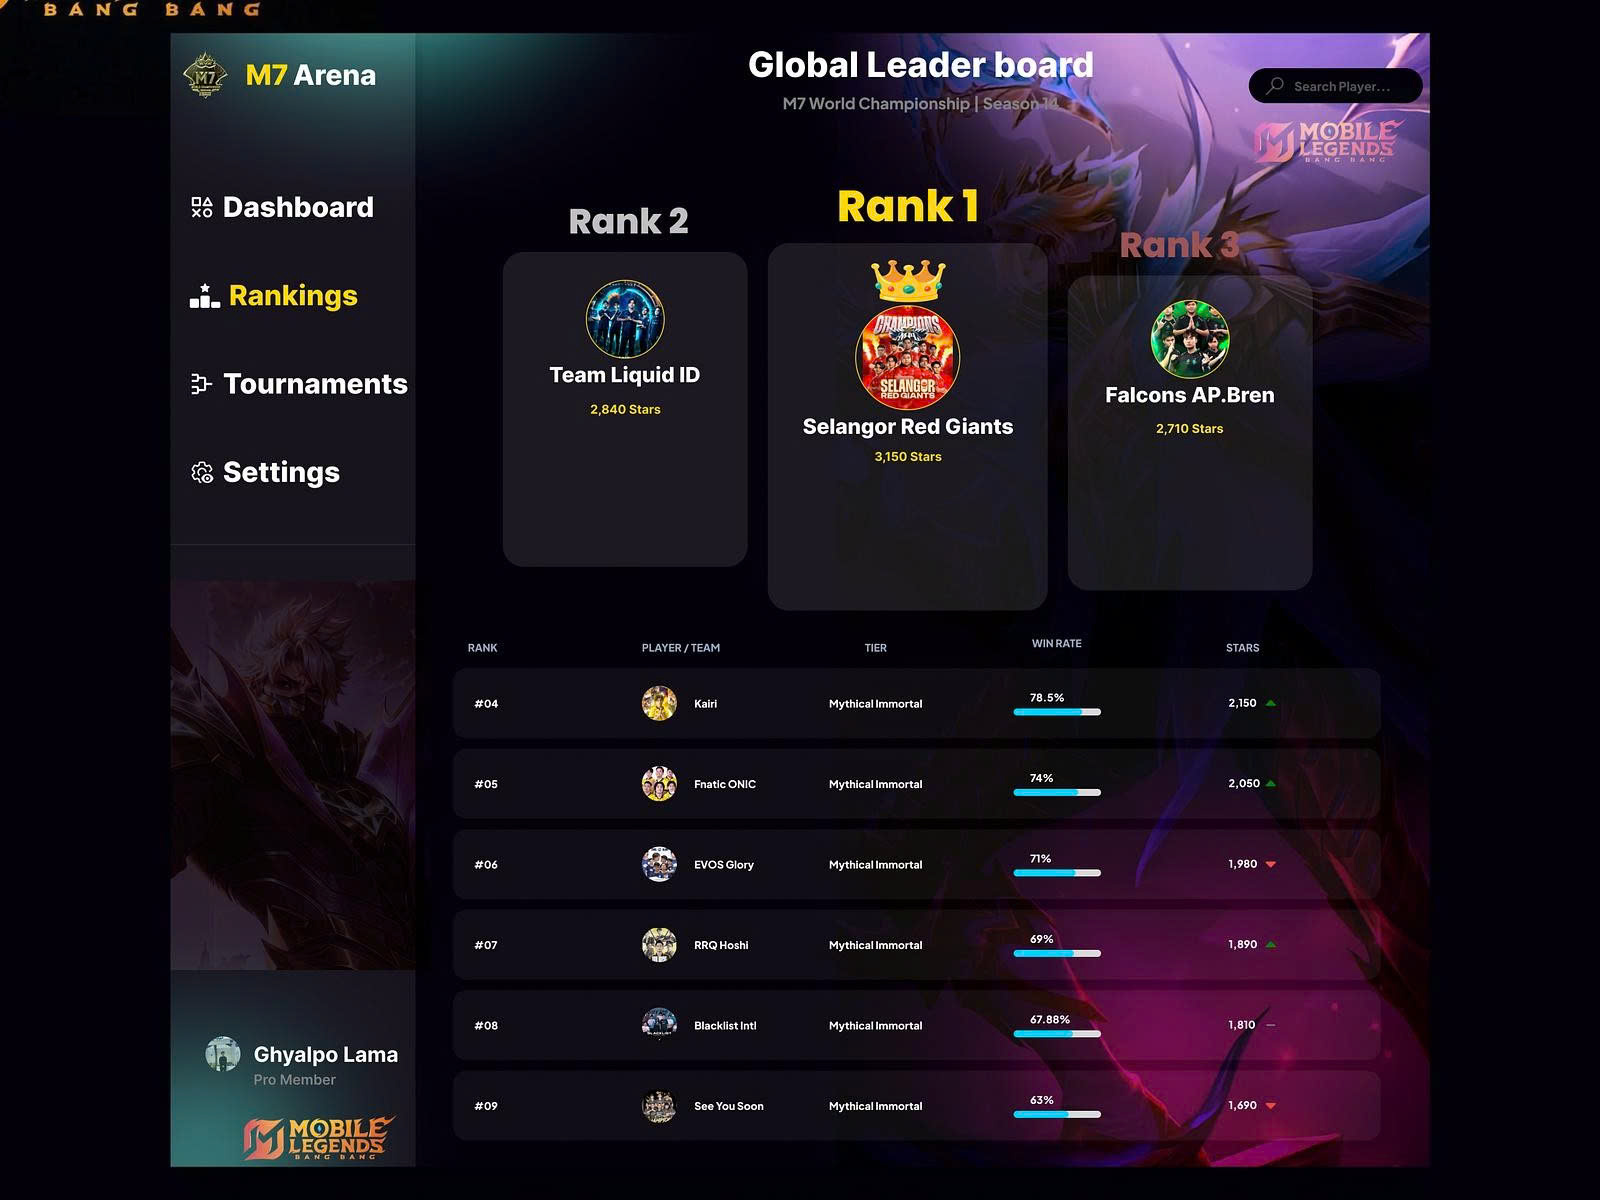 BANG BANG
M7
M7 Arena
Dashboard
Rankings
Tournaments
Settings
Ghyalpo Lama
Pro Member
MOBILE
LEGENDS
BANG BANG
Global Leader board
M7 World Championship | Season 14
Search Player...
MOBILE
LEGENDS
BANG BANG
Rank 2
Team Liquid ID
2,840 Stars
Rank 1
CHAMPIONS
SELANGOR
RED GIANTS
Selangor Red Giants
3,150 Stars
Rank 3
Falcons AP.Bren
2,710 Stars
RANK PLAYER / TEAM TIER WIN RATE STARS
#04 Kairi Mythical Immortal 78.5% 2,150
#05 Fnatic ONIC Mythical Immortal 74% 2,050
#06 EVOS Glory Mythical Immortal 71% 1,980
#07 RRQ Hoshi Mythical Immortal 69% 1,890
#08 Blacklist Intl Mythical Immortal 67.88% 1,810 –
#09 See You Soon Mythical Immortal 63% 1,690